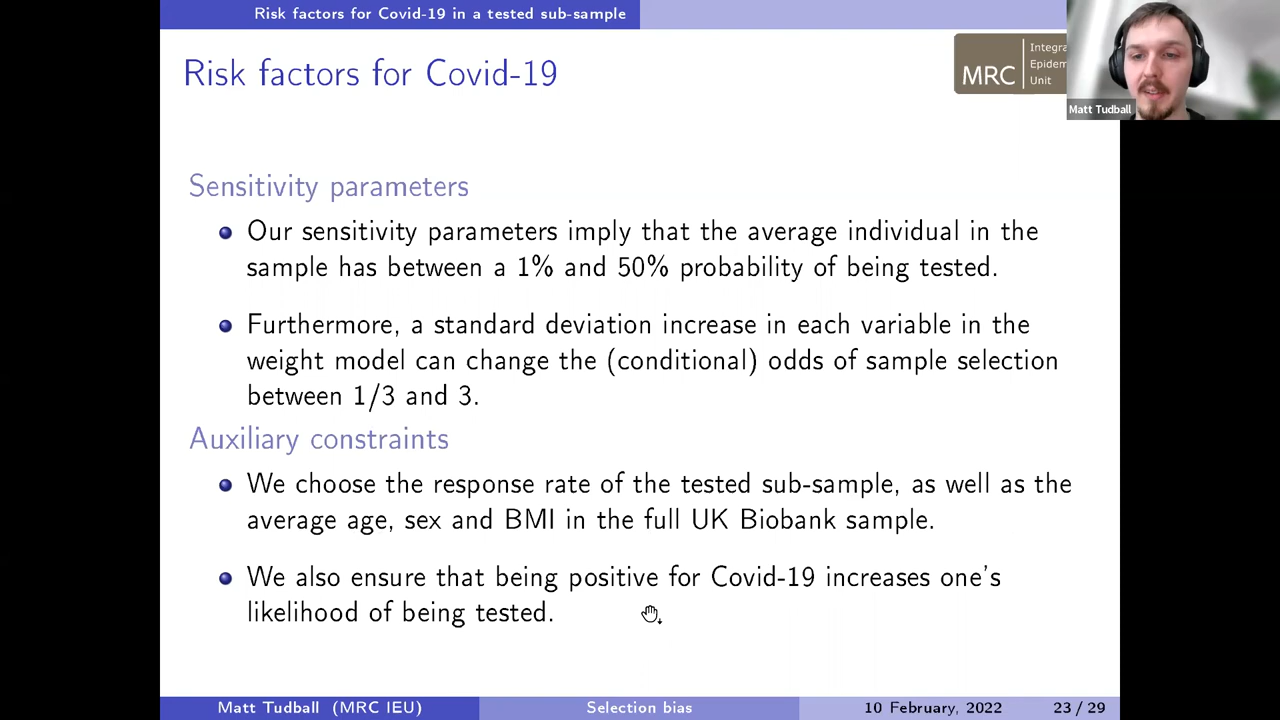 Risk factors for Covid-19 in a tested sub-sample
Risk factors for Covid-19
MRC
Integra
Epidem
Unit
Matt Tudball
Sensitivity parameters
Our sensitivity parameters imply that the average individual in the
sample has between a 1% and 50% probability of being tested.
Furthermore, a standard deviation increase in each variable in the
weight model can change the (conditional) odds of sample selection
between 1/3 and 3.
Auxiliary constraints
We choose the response rate of the tested sub-sample, as well as the
average age, sex and BMI in the full UK Biobank sample.
We also ensure that being positive for Covid-19 increases one's
likelihood of being tested.
Matt Tudball (MRC IEU)
Selection bias
10 February, 2022
23 / 29